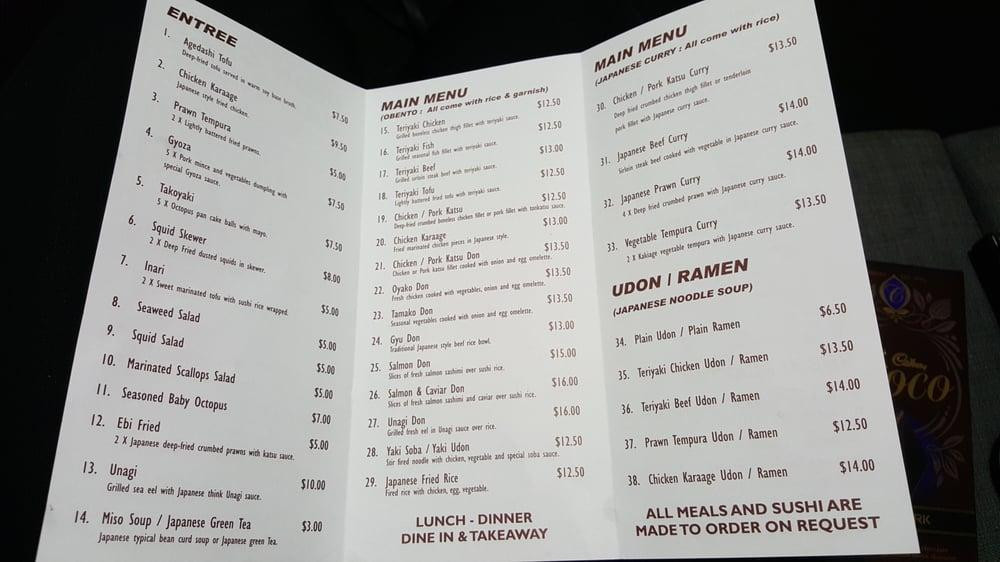 ENTREE
1. Agedashi Tofu $7.50
Deep-fried tofu served in warm soy base broth.
2. Chicken Karaage $9.50
Japanese style fried chicken.
3. Prawn Tempura $5.00
2 X Lightly battered fried prawns.
4. Gyoza $7.50
5 X Pork mince and vegetables dumpling with
special Gyoza sauce.
5. Takoyaki $7.50
5 X Octopus pan cake balls with mayo.
6. Squid Skewer $8.00
2 X Deep Fried dusted squids in skewer.
7. Inari $5.00
2 X Sweet marinated tofu with sushi rice wrapped.
8. Seaweed Salad $5.00
9. Squid Salad $5.00
10. Marinated Scallops Salad $5.00
11. Seasoned Baby Octopus $7.00
12. Ebi Fried $5.00
2 X Japanese deep-fried crumbed prawns with katsu sauce.
13. Unagi $10.00
Grilled sea eel with Japanese think Unagi sauce.
14. Miso Soup / Japanese Green Tea $3.00
Japanese typical bean curd soup or Japanese green Tea.
MAIN MENU
(OBENTO : All come with rice & garnish)
15. Teriyaki Chicken $12.50
Grilled boneless chicken thigh fillet with teriyaki sauce.
16. Teriyaki Fish $12.50
Grilled seasonal fish fillet with teriyaki sauce.
17. Teriyaki Beef $13.00
Grilled sirloin steak beef with teriyaki sauce.
18. Teriyaki Tofu $12.50
Lightly battered fried tofu with teriyaki sauce.
19. Chicken / Pork Katsu $12.50
Deep-fried crumbed boneless chicken fillet or pork fillet with tonkatsu sauce.
20. Chicken Karaage $13.00
Fried marinated chicken pieces in Japanese style.
21. Chicken / Pork Katsu Don $13.50
Chicken or Pork katsu fillet cooked with onion and egg omelette.
22. Oyako Don $13.50
Fresh chicken cooked with vegetables, onion and egg omelette.
23. Tamako Don $13.50
Seasonal vegetables cooked with onion and egg omelette.
24. Gyu Don $13.00
Traditional Japanese style beef rice bowl.
25. Salmon Don $15.00
Slices of fresh salmon sashimi over sushi rice.
26. Salmon & Caviar Don $16.00
Slices of fresh salmon sashimi and caviar over sushi rice.
27. Unagi Don $16.00
Grilled fresh eel in Unagi sauce over rice.
28. Yaki Soba / Yaki Udon $12.50
Stir fired noodle with chicken, vegetable and special soba sauce.
29. Japanese Fried Rice $12.50
Fired rice with chicken, egg, vegetable.
LUNCH - DINNER
DINE IN & TAKEAWAY
MAIN MENU
(JAPANESE CURRY : All come with rice)
30. Chicken / Pork Katsu Curry $13.50
Deep fried crumbed chicken thigh filles or tenderloin
pork fillet with Japanese curry sauce.
31. Japanese Beef Curry $14.00
Sirloin steak beef cooked with vegetable in Japanese curry sauce.
32. Japanese Prawn Curry $14.00
4 X Deep fried crumbed prawn with Japanese curry sauce.
33. Vegetable Tempura Curry $13.50
2 X Kakiage vegetable tempura with Japanese curry sauce.
UDON / RAMEN
(JAPANESE NOODLE SOUP)
34. Plain Udon / Plain Ramen $6.50
35. Teriyaki Chicken Udon / Ramen $13.50
36. Teriyaki Beef Udon / Ramen $14.00
37. Prawn Tempura Udon / Ramen $12.50
38. Chicken Karaage Udon / Ramen $14.00
ALL MEALS AND SUSHI ARE
MADE TO ORDER ON REQUEST
Cadbury
OCO
RK